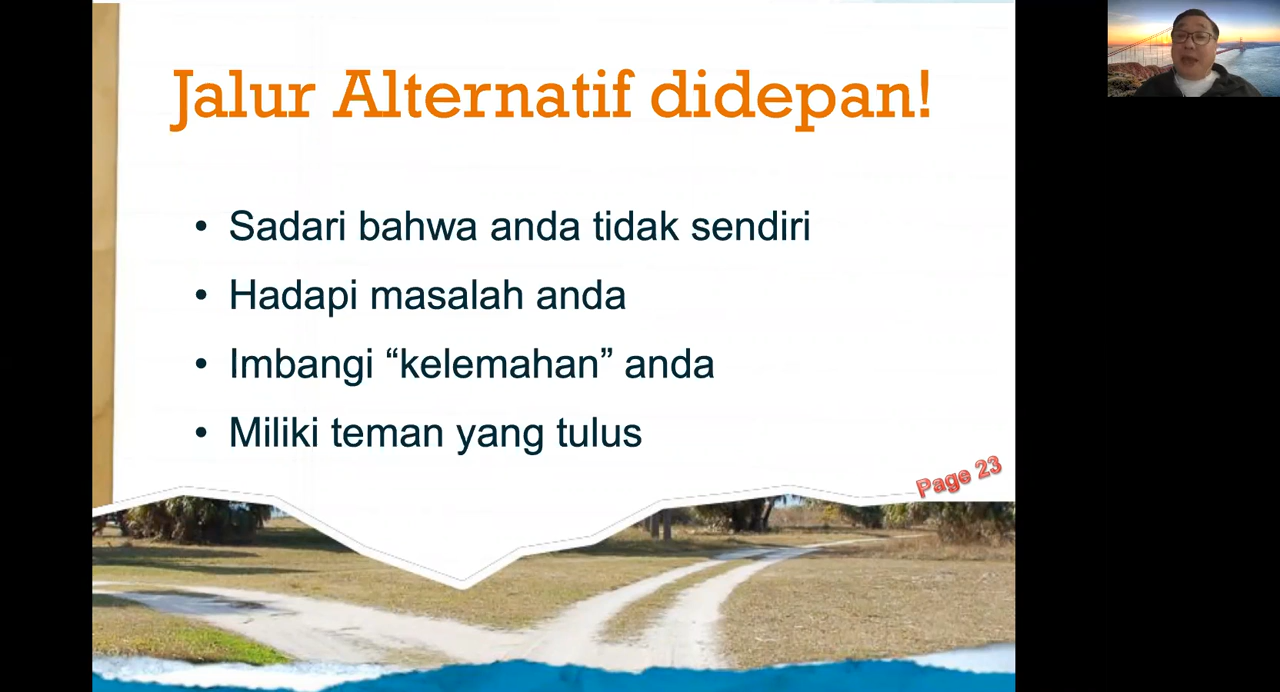 Jalur Alternatif didepan!
• Sadari bahwa anda tidak sendiri
• Hadapi masalah anda
• Imbangi “kelemahan” anda
• Miliki teman yang tulus
Page 23